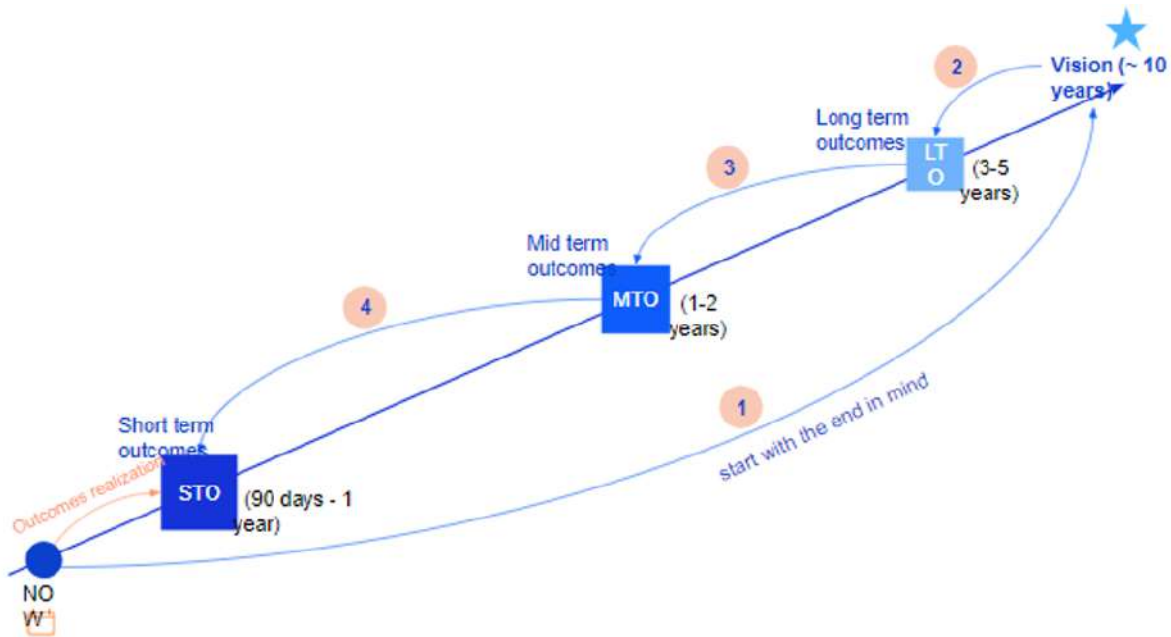 2
Vision (~ 10
years)
Long term
outcomes
LT
O
(3-5
years)
3
Mid term
outcomes
MTO
(1-2
years)
4
1
start with the end in mind
Short term
outcomes
STO
(90 days - 1
year)
Outcomes realization
NO
W